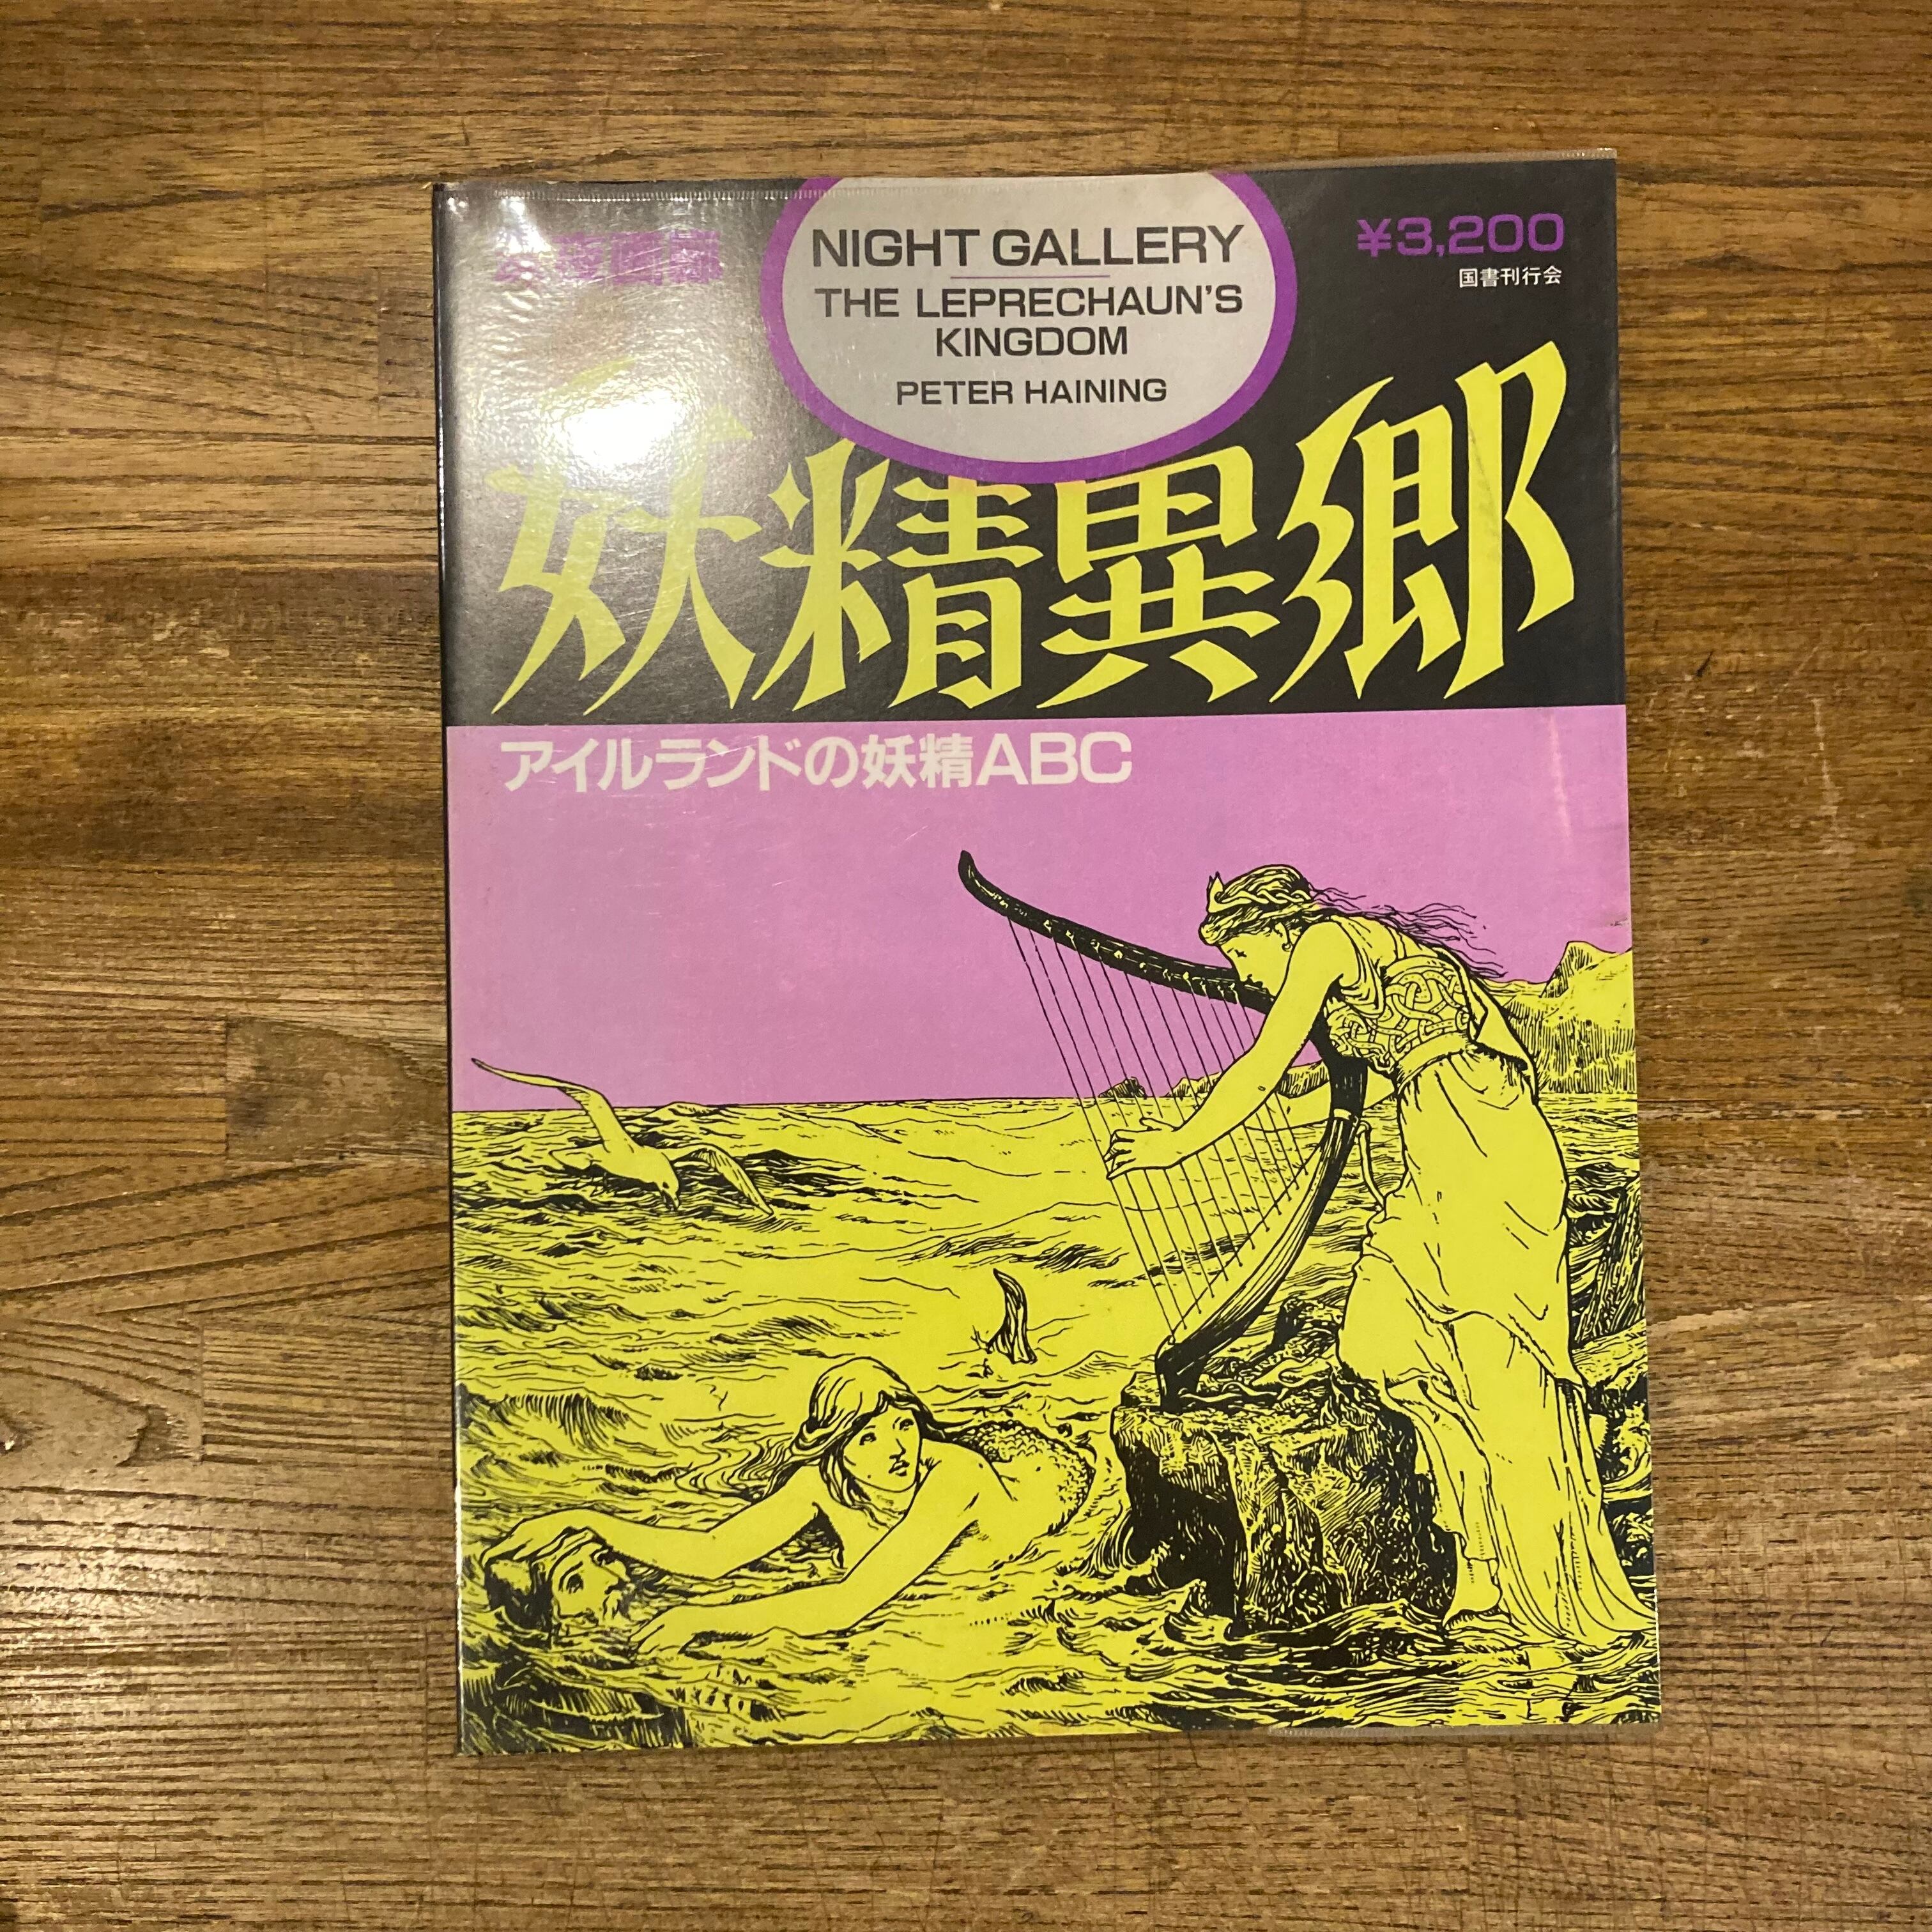 NIGHT GALLERY
THE LEPRECHAUN'S
KINGDOM
PETER HAINING
¥3,200
国書刊行会
妖精異郷
アイルランドの妖精ABC